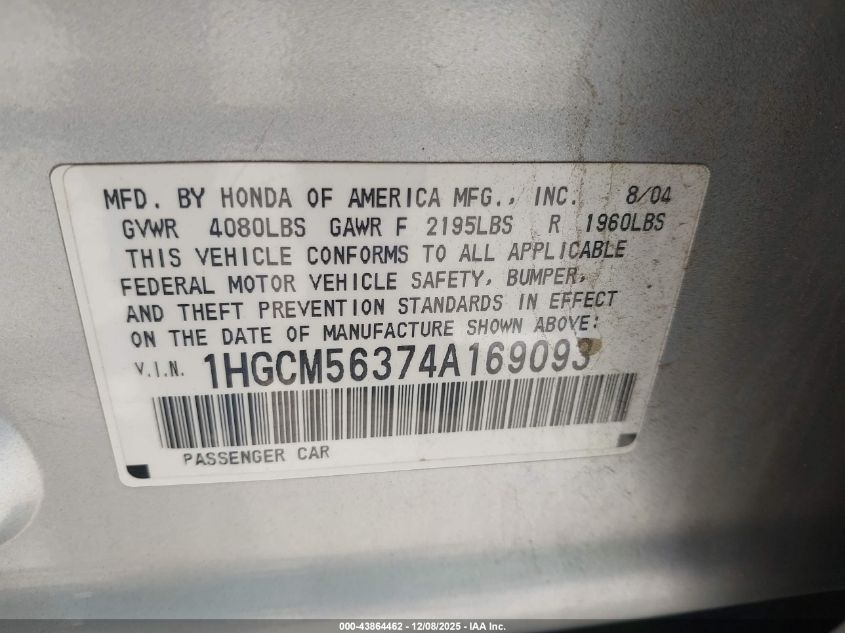 MFD. BY HONDA OF AMERICA MFG., INC. 8/04
GVWR 4080LBS GAWR F 2195LBS R 1960LBS
THIS VEHICLE CONFORMS TO ALL APPLICABLE
FEDERAL MOTOR VEHICLE SAFETY, BUMPER,
AND THEFT PREVENTION STANDARDS IN EFFECT
ON THE DATE OF MANUFACTURE SHOWN ABOVE:
V.I.N. 1HGCM56374A169093
PASSENGER CAR
000-43864462 - 12/08/2025 - IAA Inc.